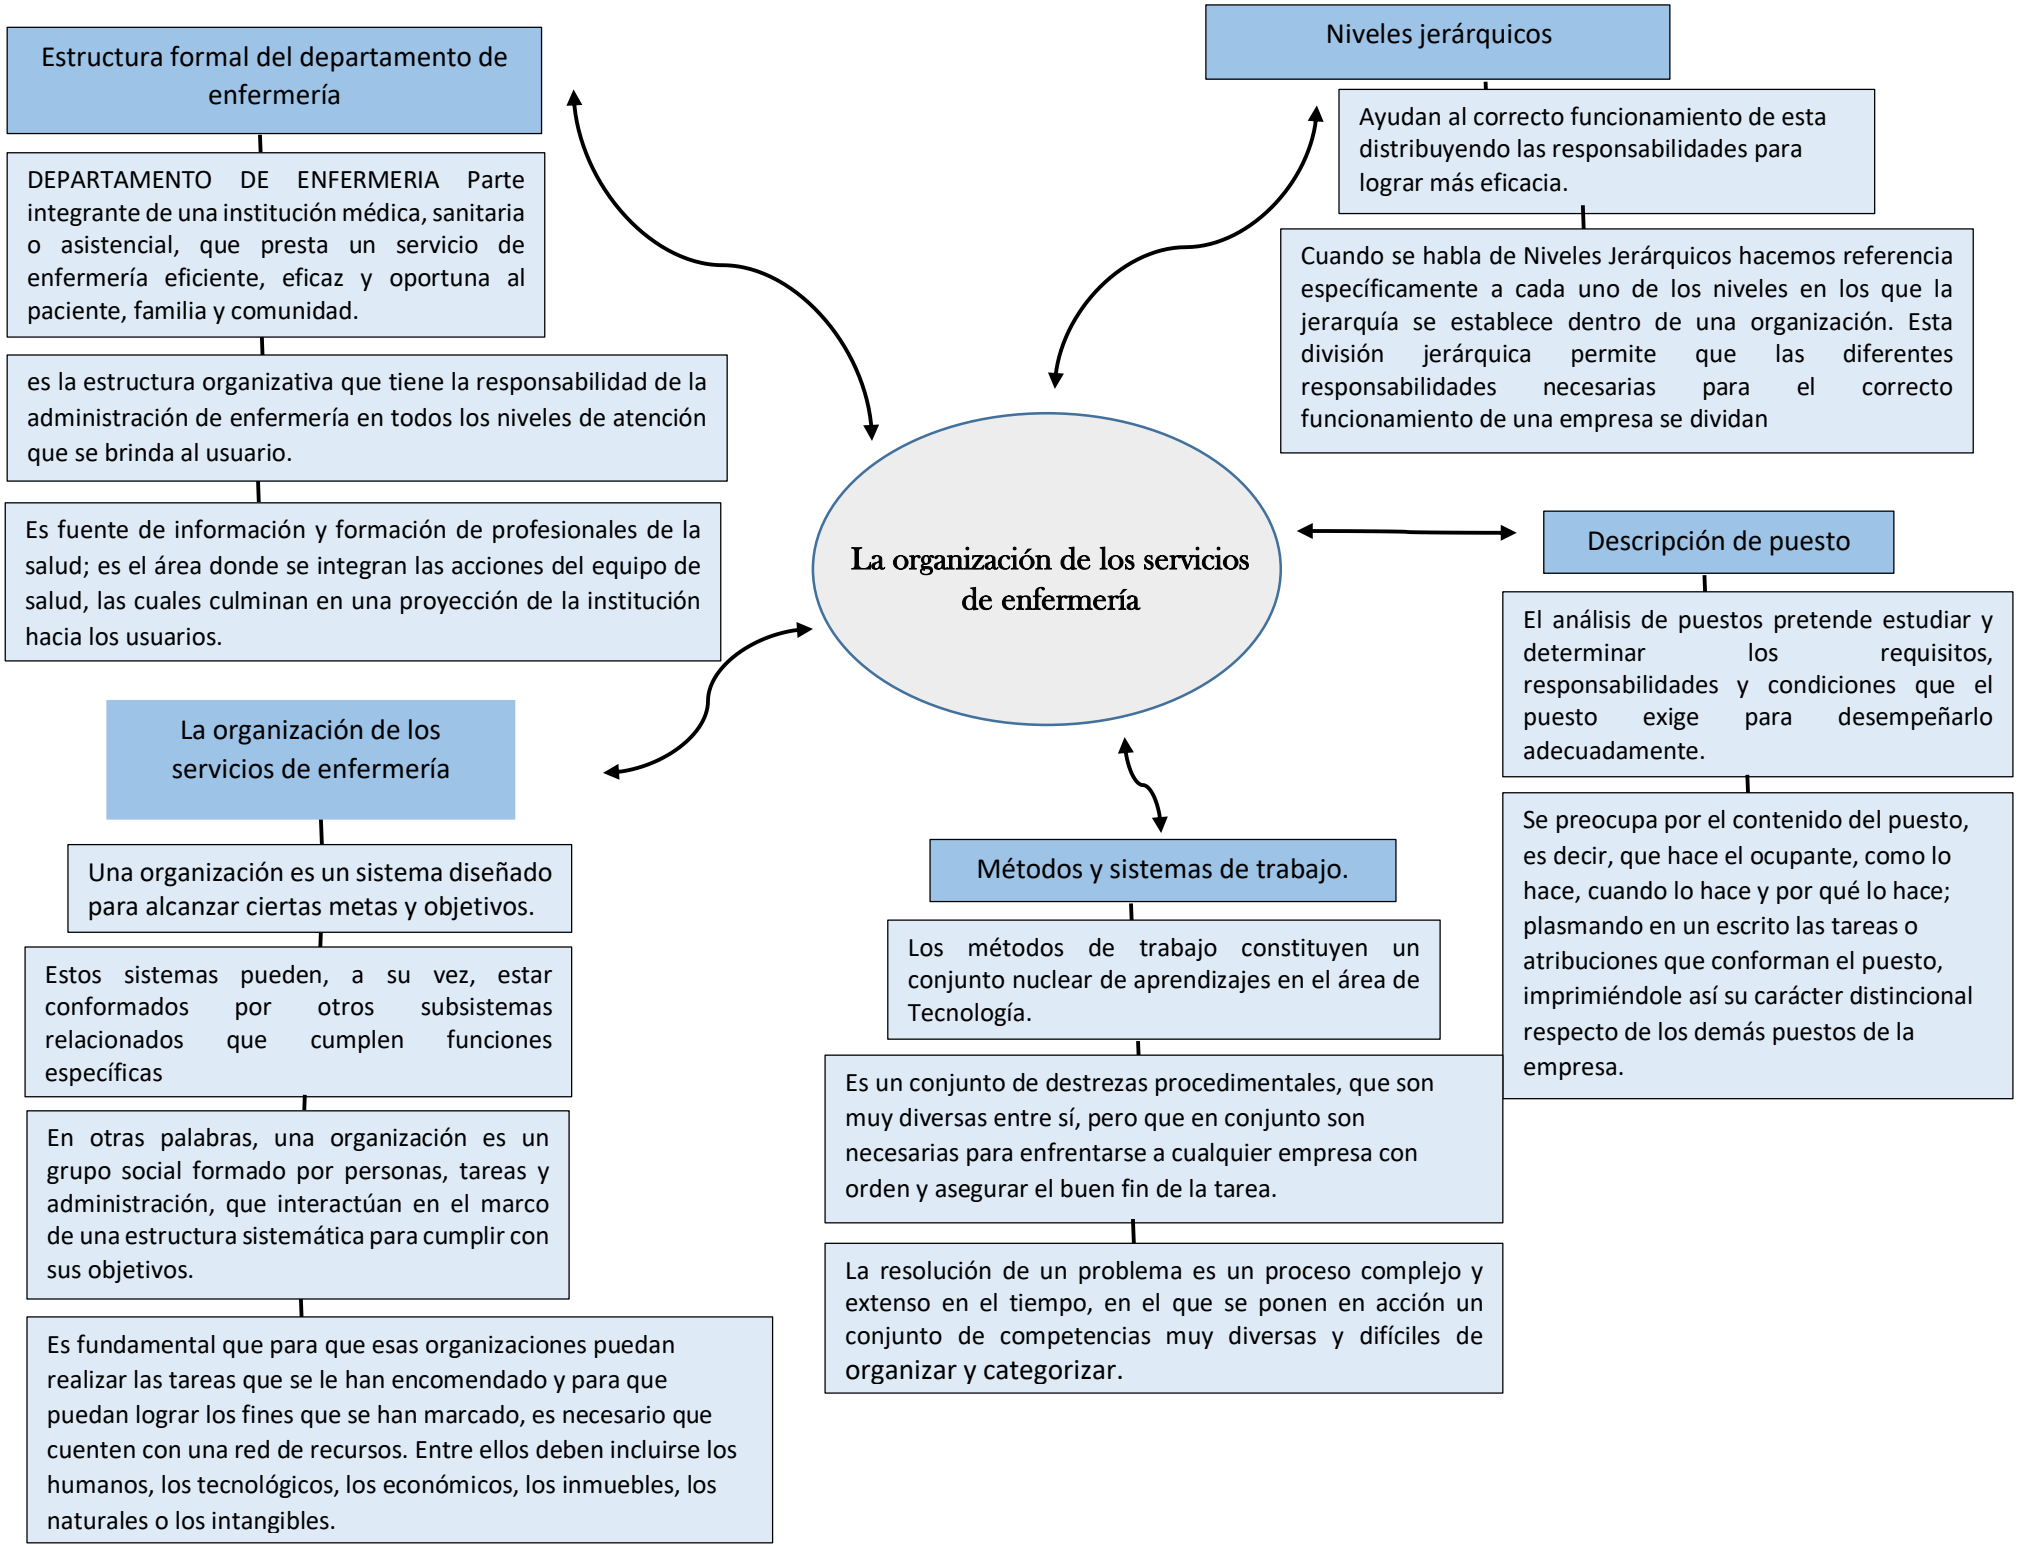 Estructura formal del departamento de
enfermería
DEPARTAMENTO DE ENFERMERIA Parte
integrante de una institución médica, sanitaria
o asistencial, que presta un servicio de
enfermería eficiente, eficaz y oportuna al
paciente, familia y comunidad.
es la estructura organizativa que tiene la responsabilidad de la
administración de enfermería en todos los niveles de atención
que se brinda al usuario.
Es fuente de información y formación de profesionales de la
salud; es el área donde se integran las acciones del equipo de
salud, las cuales culminan en una proyección de la institución
hacia los usuarios.
Niveles jerárquicos
Ayudan al correcto funcionamiento de esta
distribuyendo las responsabilidades para
lograr más eficacia.
Cuando se habla de Niveles Jerárquicos hacemos referencia
específicamente a cada uno de los niveles en los que la
jerarquía se establece dentro de una organización. Esta
división jerárquica permite que las diferentes
responsabilidades necesarias para el correcto
funcionamiento de una empresa se dividan
La organización de los servicios
de enfermería
Descripción de puesto
El análisis de puestos pretende estudiar y
determinar los requisitos,
responsabilidades y condiciones que el
puesto exige para desempeñarlo
adecuadamente.
Se preocupa por el contenido del puesto,
es decir, que hace el ocupante, como lo
hace, cuando lo hace y por qué lo hace;
plasmando en un escrito las tareas o
atribuciones que conforman el puesto,
imprimiéndole así su carácter distincional
respecto de los demás puestos de la
empresa.
La organización de los
servicios de enfermería
Una organización es un sistema diseñado
para alcanzar ciertas metas y objetivos.
Estos sistemas pueden, a su vez, estar
conformados por otros subsistemas
relacionados que cumplen funciones
específicas
En otras palabras, una organización es un
grupo social formado por personas, tareas y
administración, que interactúan en el marco
de una estructura sistemática para cumplir con
sus objetivos.
Es fundamental que para que esas organizaciones puedan
realizar las tareas que se le han encomendado y para que
puedan lograr los fines que se han marcado, es necesario que
cuenten con una red de recursos. Entre ellos deben incluirse los
humanos, los tecnológicos, los económicos, los inmuebles, los
naturales o los intangibles.
Métodos y sistemas de trabajo.
Los métodos de trabajo constituyen un
conjunto nuclear de aprendizajes en el área de
Tecnología.
Es un conjunto de destrezas procedimentales, que son
muy diversas entre sí, pero que en conjunto son
necesarias para enfrentarse a cualquier empresa con
orden y asegurar el buen fin de la tarea.
La resolución de un problema es un proceso complejo y
extenso en el tiempo, en el que se ponen en acción un
conjunto de competencias muy diversas y difíciles de
organizar y categorizar.